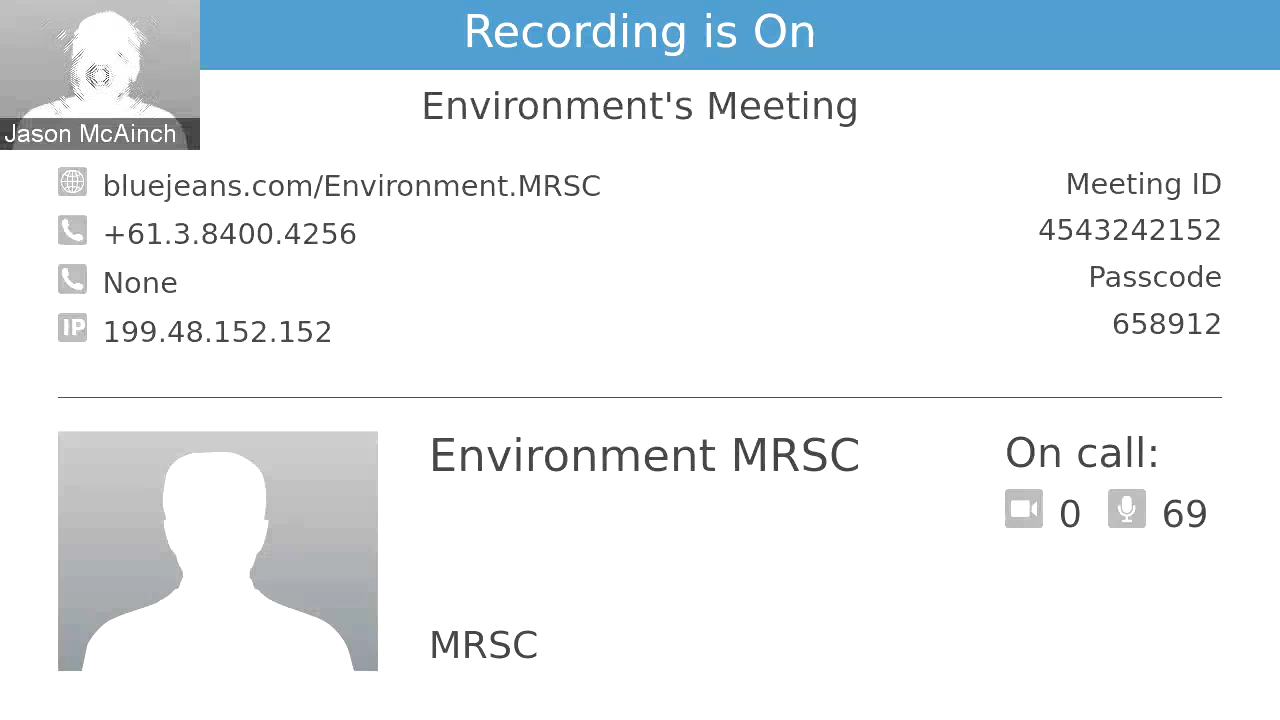 Recording is On
Jason McAinch
Environment's Meeting
bluejeans.com/Environment.MRSC
+61.3.8400.4256
None
IP 199.48.152.152
Meeting ID
4543242152
Passcode
658912
Environment MRSC
MRSC
On call:
0 69